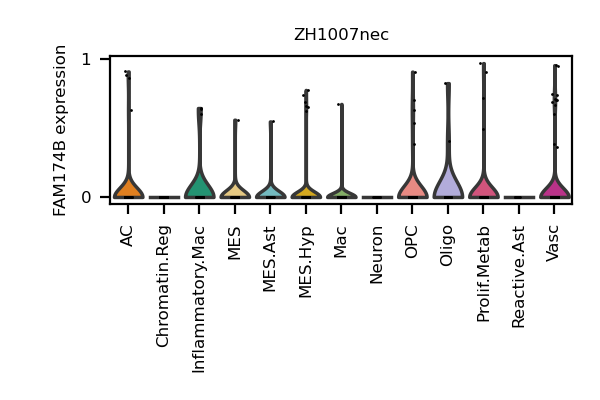 ZH1007nec
FAM174B expression
1
0
AC
Chromatin.Reg
Inflammatory.Mac
MES
MES.Ast
MES.Hyp
Mac
Neuron
OPC
Oligo
Prolif.Metab
Reactive.Ast
Vasc